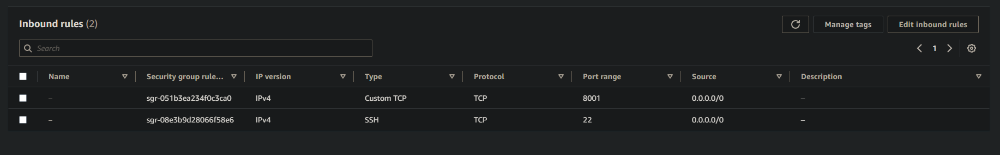 Inbound rules (2)
Manage tags
Edit inbound rules
Search
1
Name Security group rule... IP version Type Protocol Port range Source Description
– sgr-051b3ea234f0c3ca0 IPv4 Custom TCP TCP 8001 0.0.0.0/0 –
– sgr-08e3b9d28066f58e6 IPv4 SSH TCP 22 0.0.0.0/0 –